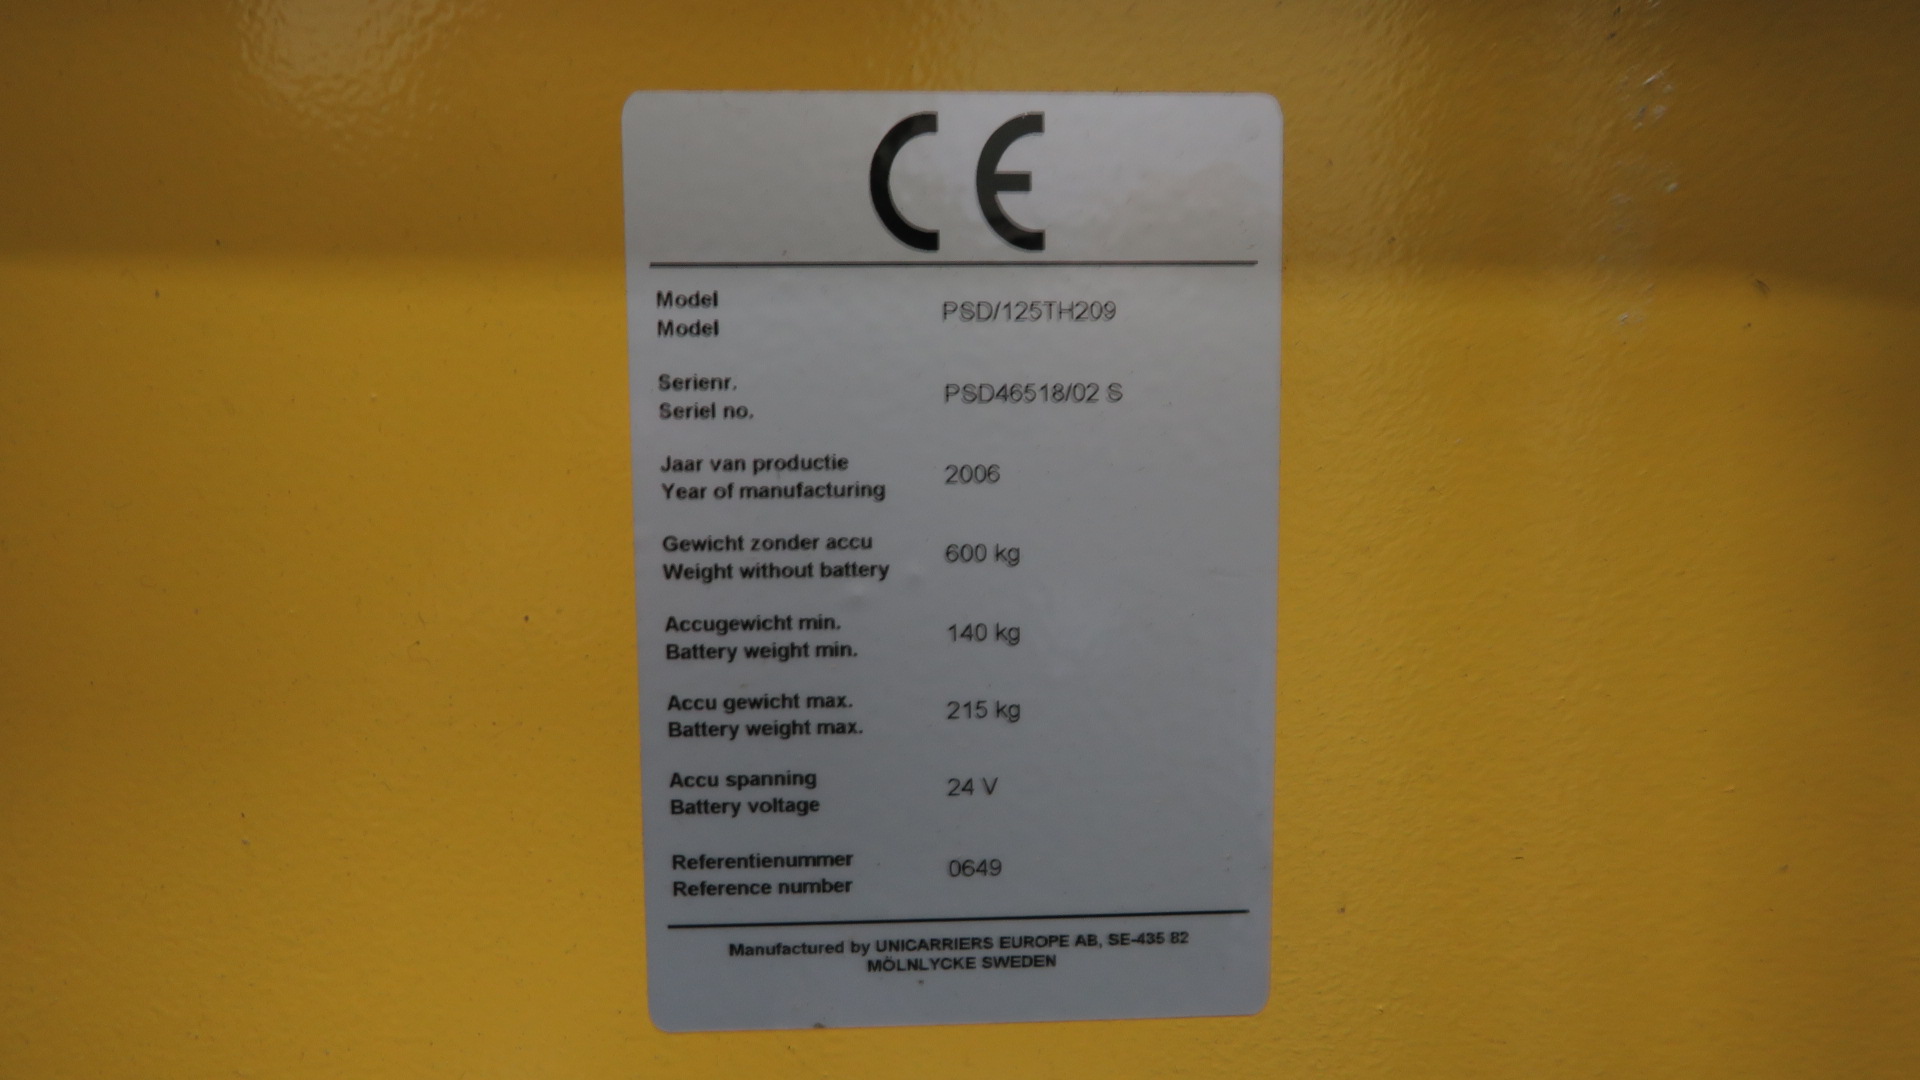 CE
Model
Model
PSD/125TH209
Serienr.
Seriel no.
PSD46518/02 S
Jaar van productie
Year of manufacturing
2006
Gewicht zonder accu
Weight without battery
600 kg
Accugewicht min.
Battery weight min.
140 kg
Accu gewicht max.
Battery weight max.
215 kg
Accu spanning
Battery voltage
24 V
Referentienummer
Reference number
0649
Manufactured by UNICARRIERS EUROPE AB, SE-435 82
MÖLNLYCKE SWEDEN